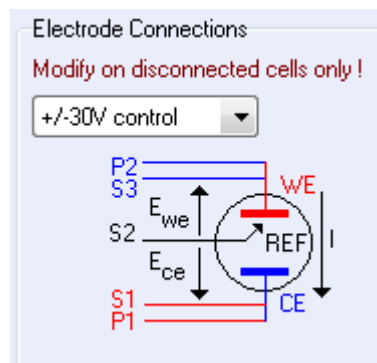 Electrode Connections
Modify on disconnected cells only !
+/-30V control
P2
S3
WE
Ewe
S2
REF
I
Ece
S1
P1
CE